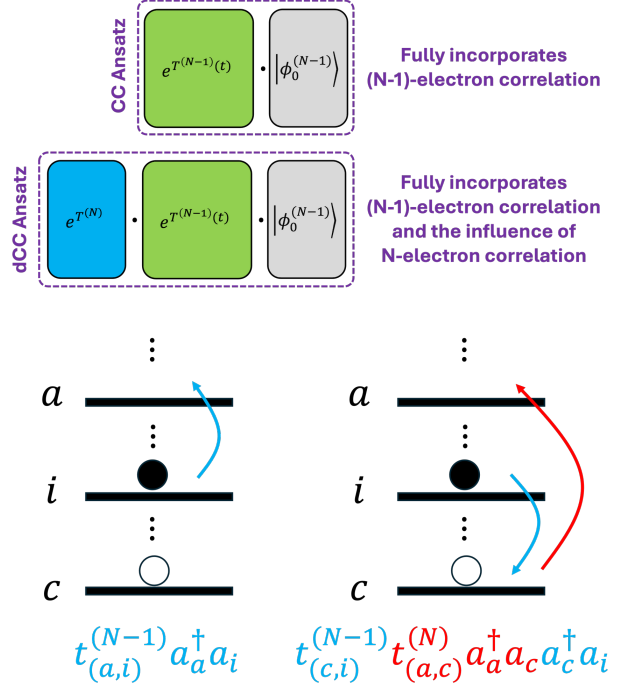 CC Ansatz
e^{T^{(N-1)}(t)} · |ϕ_0^{(N-1)}⟩
Fully incorporates
(N-1)-electron correlation
dCC Ansatz
e^{T^{(N)}} · e^{T^{(N-1)}(t)} · |ϕ_0^{(N-1)}⟩
Fully incorporates
(N-1)-electron correlation
and the influence of
N-electron correlation
⋮ ⋮
a a
⋮ ⋮
i i
⋮ ⋮
c c
t_{(a,i)}^{(N-1)} a_a^† a_i
t_{(c,i)}^{(N-1)} t_{(a,c)}^{(N)} a_a^† a_c a_c^† a_i